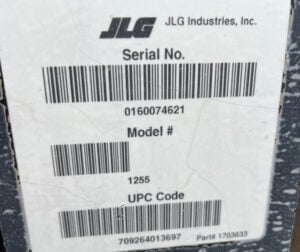 JLG JLG Industries, Inc.
Serial No.
0160074621
Model #
1255
UPC Code
709264013697 Part# 1703633